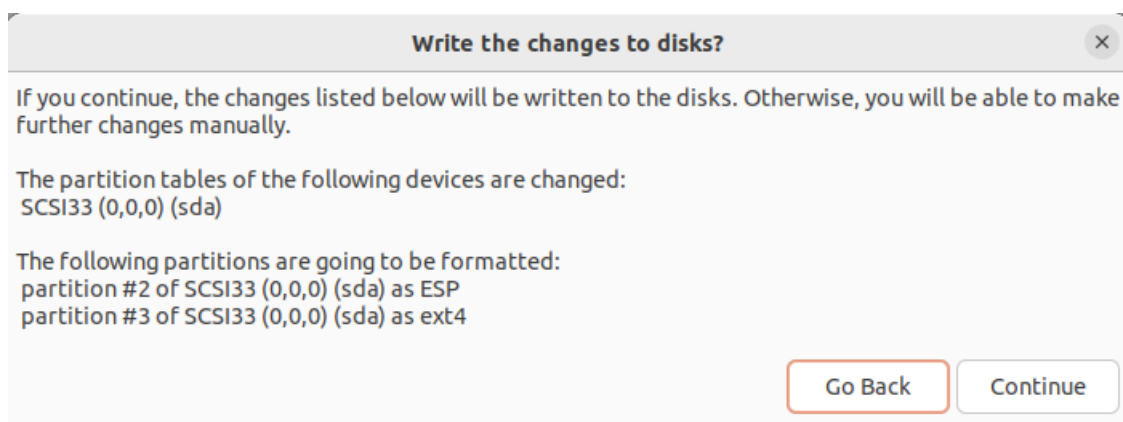 Write the changes to disks?
If you continue, the changes listed below will be written to the disks. Otherwise, you will be able to make
further changes manually.
The partition tables of the following devices are changed:
SCSI33 (0,0,0) (sda)
The following partitions are going to be formatted:
partition #2 of SCSI33 (0,0,0) (sda) as ESP
partition #3 of SCSI33 (0,0,0) (sda) as ext4
Go Back
Continue